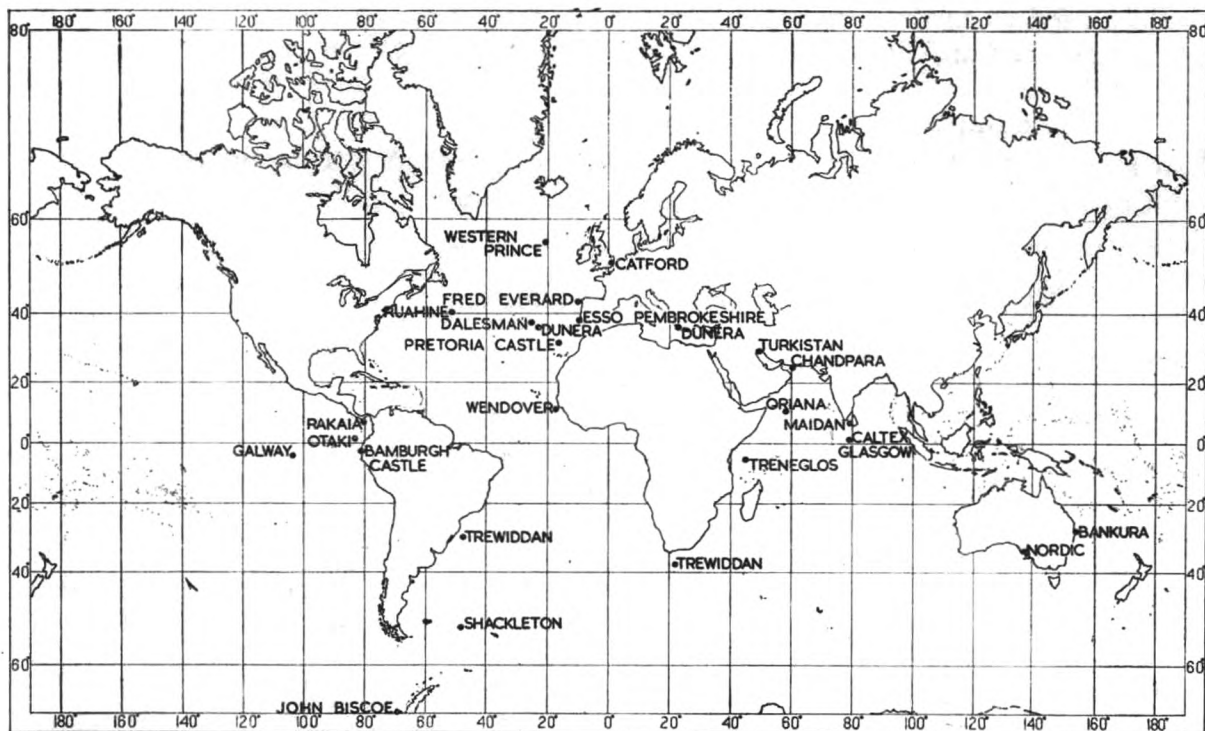 180° 160° 140° 120° 100° 80° 60° 40° 20° 0° 20° 40° 60° 80° 100° 120° 140° 160° 180°
80° 80
60° 60°
WESTERN
PRINCE
CATFORD
FRED EVERARD
40° 40°
RUAHINE
DALESMAN
DUNERA
ESSO PEMBROKESHIRE
DUNERA
PRETORIA CASTLE
TURKISTAN
CHANDPARA
20° 20°
WENDOVER
ORIANA
MAIDAN
RAKAIA
OTAKI
0° 0°
GALWAY
BAMBURGH
CASTLE
CALTEX
GLASGOW
TRENEGLOS
20° 20°
TREWIDDAN
BANKURA
NORDIC
TREWIDDAN
40° 40°
SHACKLETON
60° 60°
JOHN BISCOE
180° 160° 140° 120° 100° 80° 60° 40° 20° 0° 20° 40° 60° 80° 100° 120° 140° 160° 180°